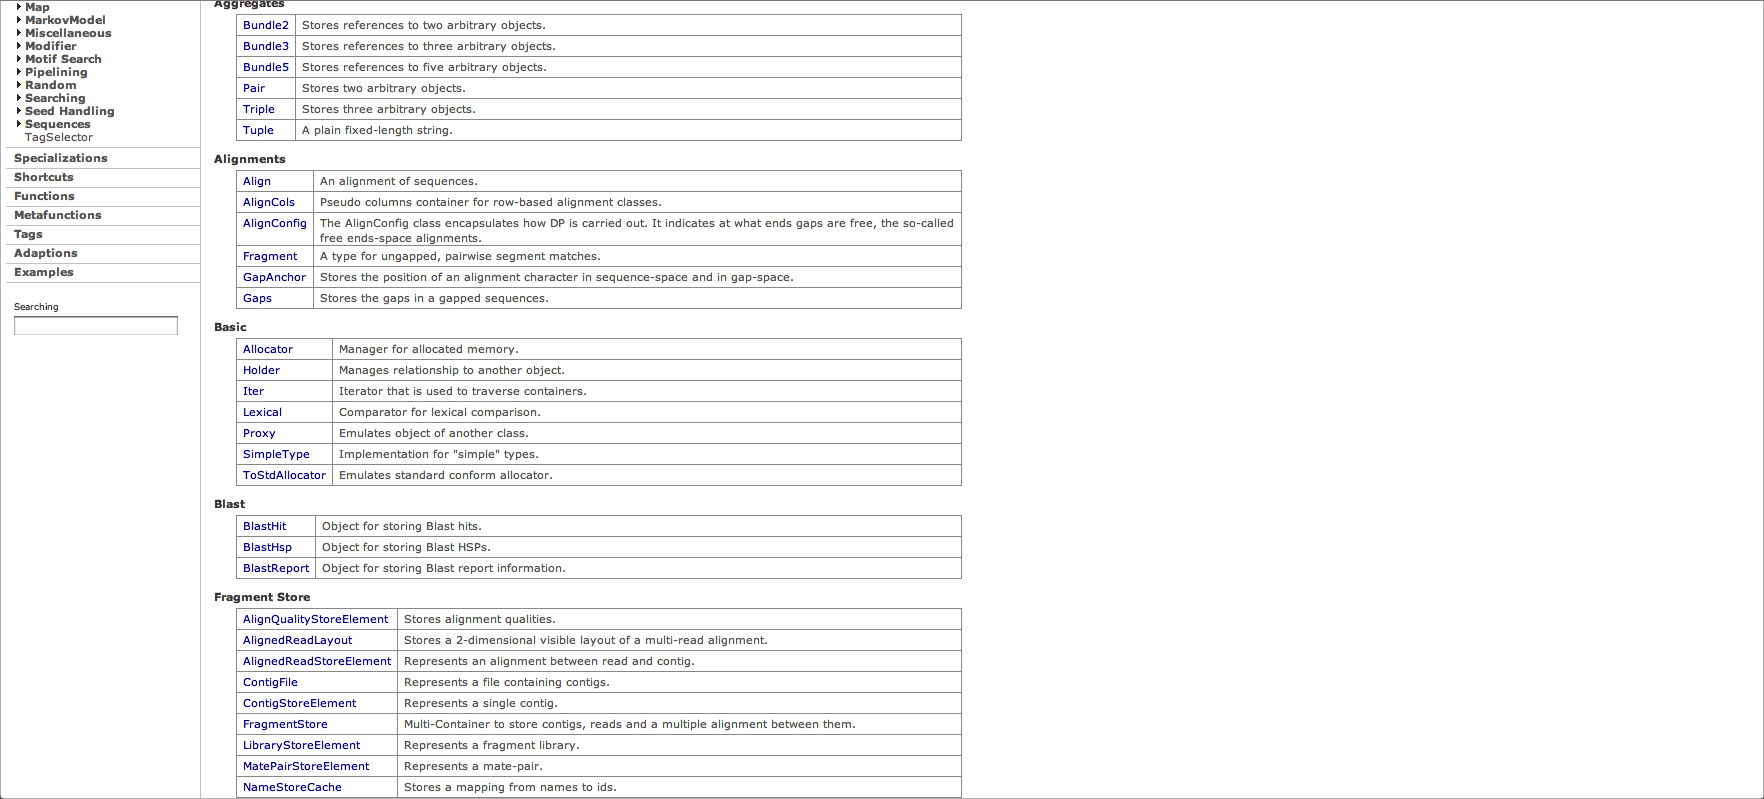 Map
MarkovModel
Miscellaneous
Modifier
Motif Search
Pipelining
Random
Searching
Seed Handling
Sequences
TagSelector
Specializations
Shortcuts
Functions
Metafunctions
Tags
Adaptions
Examples
Searching
Aggregates
Bundle2 Stores references to two arbitrary objects.
Bundle3 Stores references to three arbitrary objects.
Bundle5 Stores references to five arbitrary objects.
Pair Stores two arbitrary objects.
Triple Stores three arbitrary objects.
Tuple A plain fixed-length string.
Alignments
Align An alignment of sequences.
AlignCols Pseudo columns container for row-based alignment classes.
AlignConfig The AlignConfig class encapsulates how DP is carried out. It indicates at what ends gaps are free, the so-called
free ends-space alignments.
Fragment A type for ungapped, pairwise segment matches.
GapAnchor Stores the position of an alignment character in sequence-space and in gap-space.
Gaps Stores the gaps in a gapped sequences.
Basic
Allocator Manager for allocated memory.
Holder Manages relationship to another object.
Iter Iterator that is used to traverse containers.
Lexical Comparator for lexical comparison.
Proxy Emulates object of another class.
SimpleType Implementation for "simple" types.
ToStdAllocator Emulates standard conform allocator.
Blast
BlastHit Object for storing Blast hits.
BlastHsp Object for storing Blast HSPs.
BlastReport Object for storing Blast report information.
Fragment Store
AlignQualityStoreElement Stores alignment qualities.
AlignedReadLayout Stores a 2-dimensional visible layout of a multi-read alignment.
AlignedReadStoreElement Represents an alignment between read and contig.
ContigFile Represents a file containing contigs.
ContigStoreElement Represents a single contig.
FragmentStore Multi-Container to store contigs, reads and a multiple alignment between them.
LibraryStoreElement Represents a fragment library.
MatePairStoreElement Represents a mate-pair.
NameStoreCache Stores a mapping from names to ids.